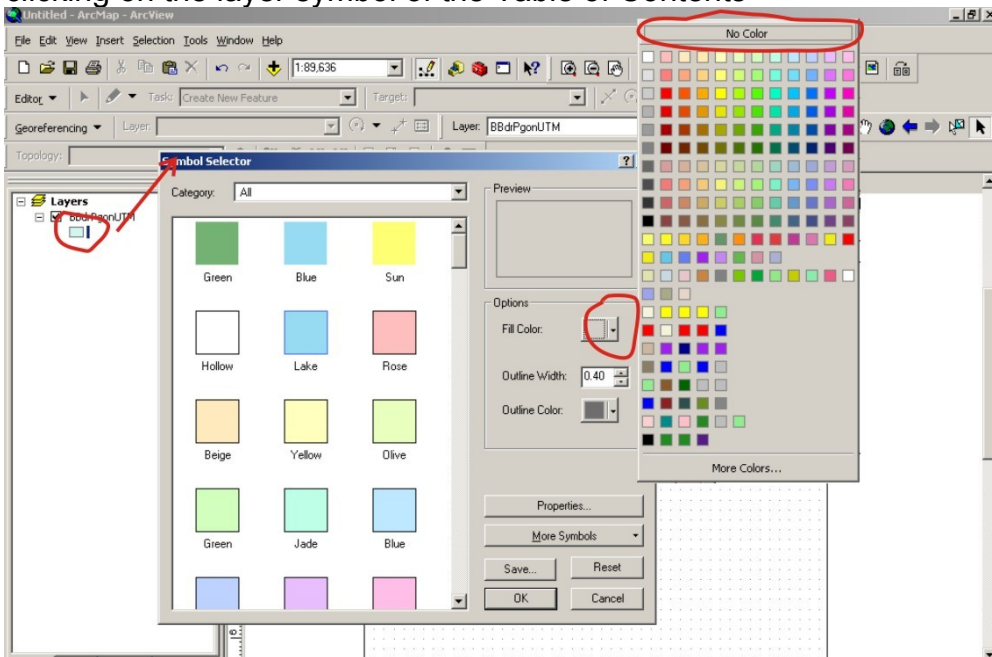 clicking on the layer symbol of the Table of Contents
Untitled - ArcMap - ArcView
File Edit View Insert Selection Tools Window Help
1:89,636
Editor Task: Create New Feature Target:
Georeferencing Layer: Layer: BBdrPgonUTM
Topology:
Symbol Selector
Category: All
Layers
BBdrPgonUTM
Green Blue Sun
Hollow Lake Rose
Beige Yellow Olive
Green Jade Blue
Preview
Options
Fill Color:
Outline Width: 0.40
Outline Color:
Properties...
More Symbols
Save... Reset
OK Cancel
No Color
More Colors...